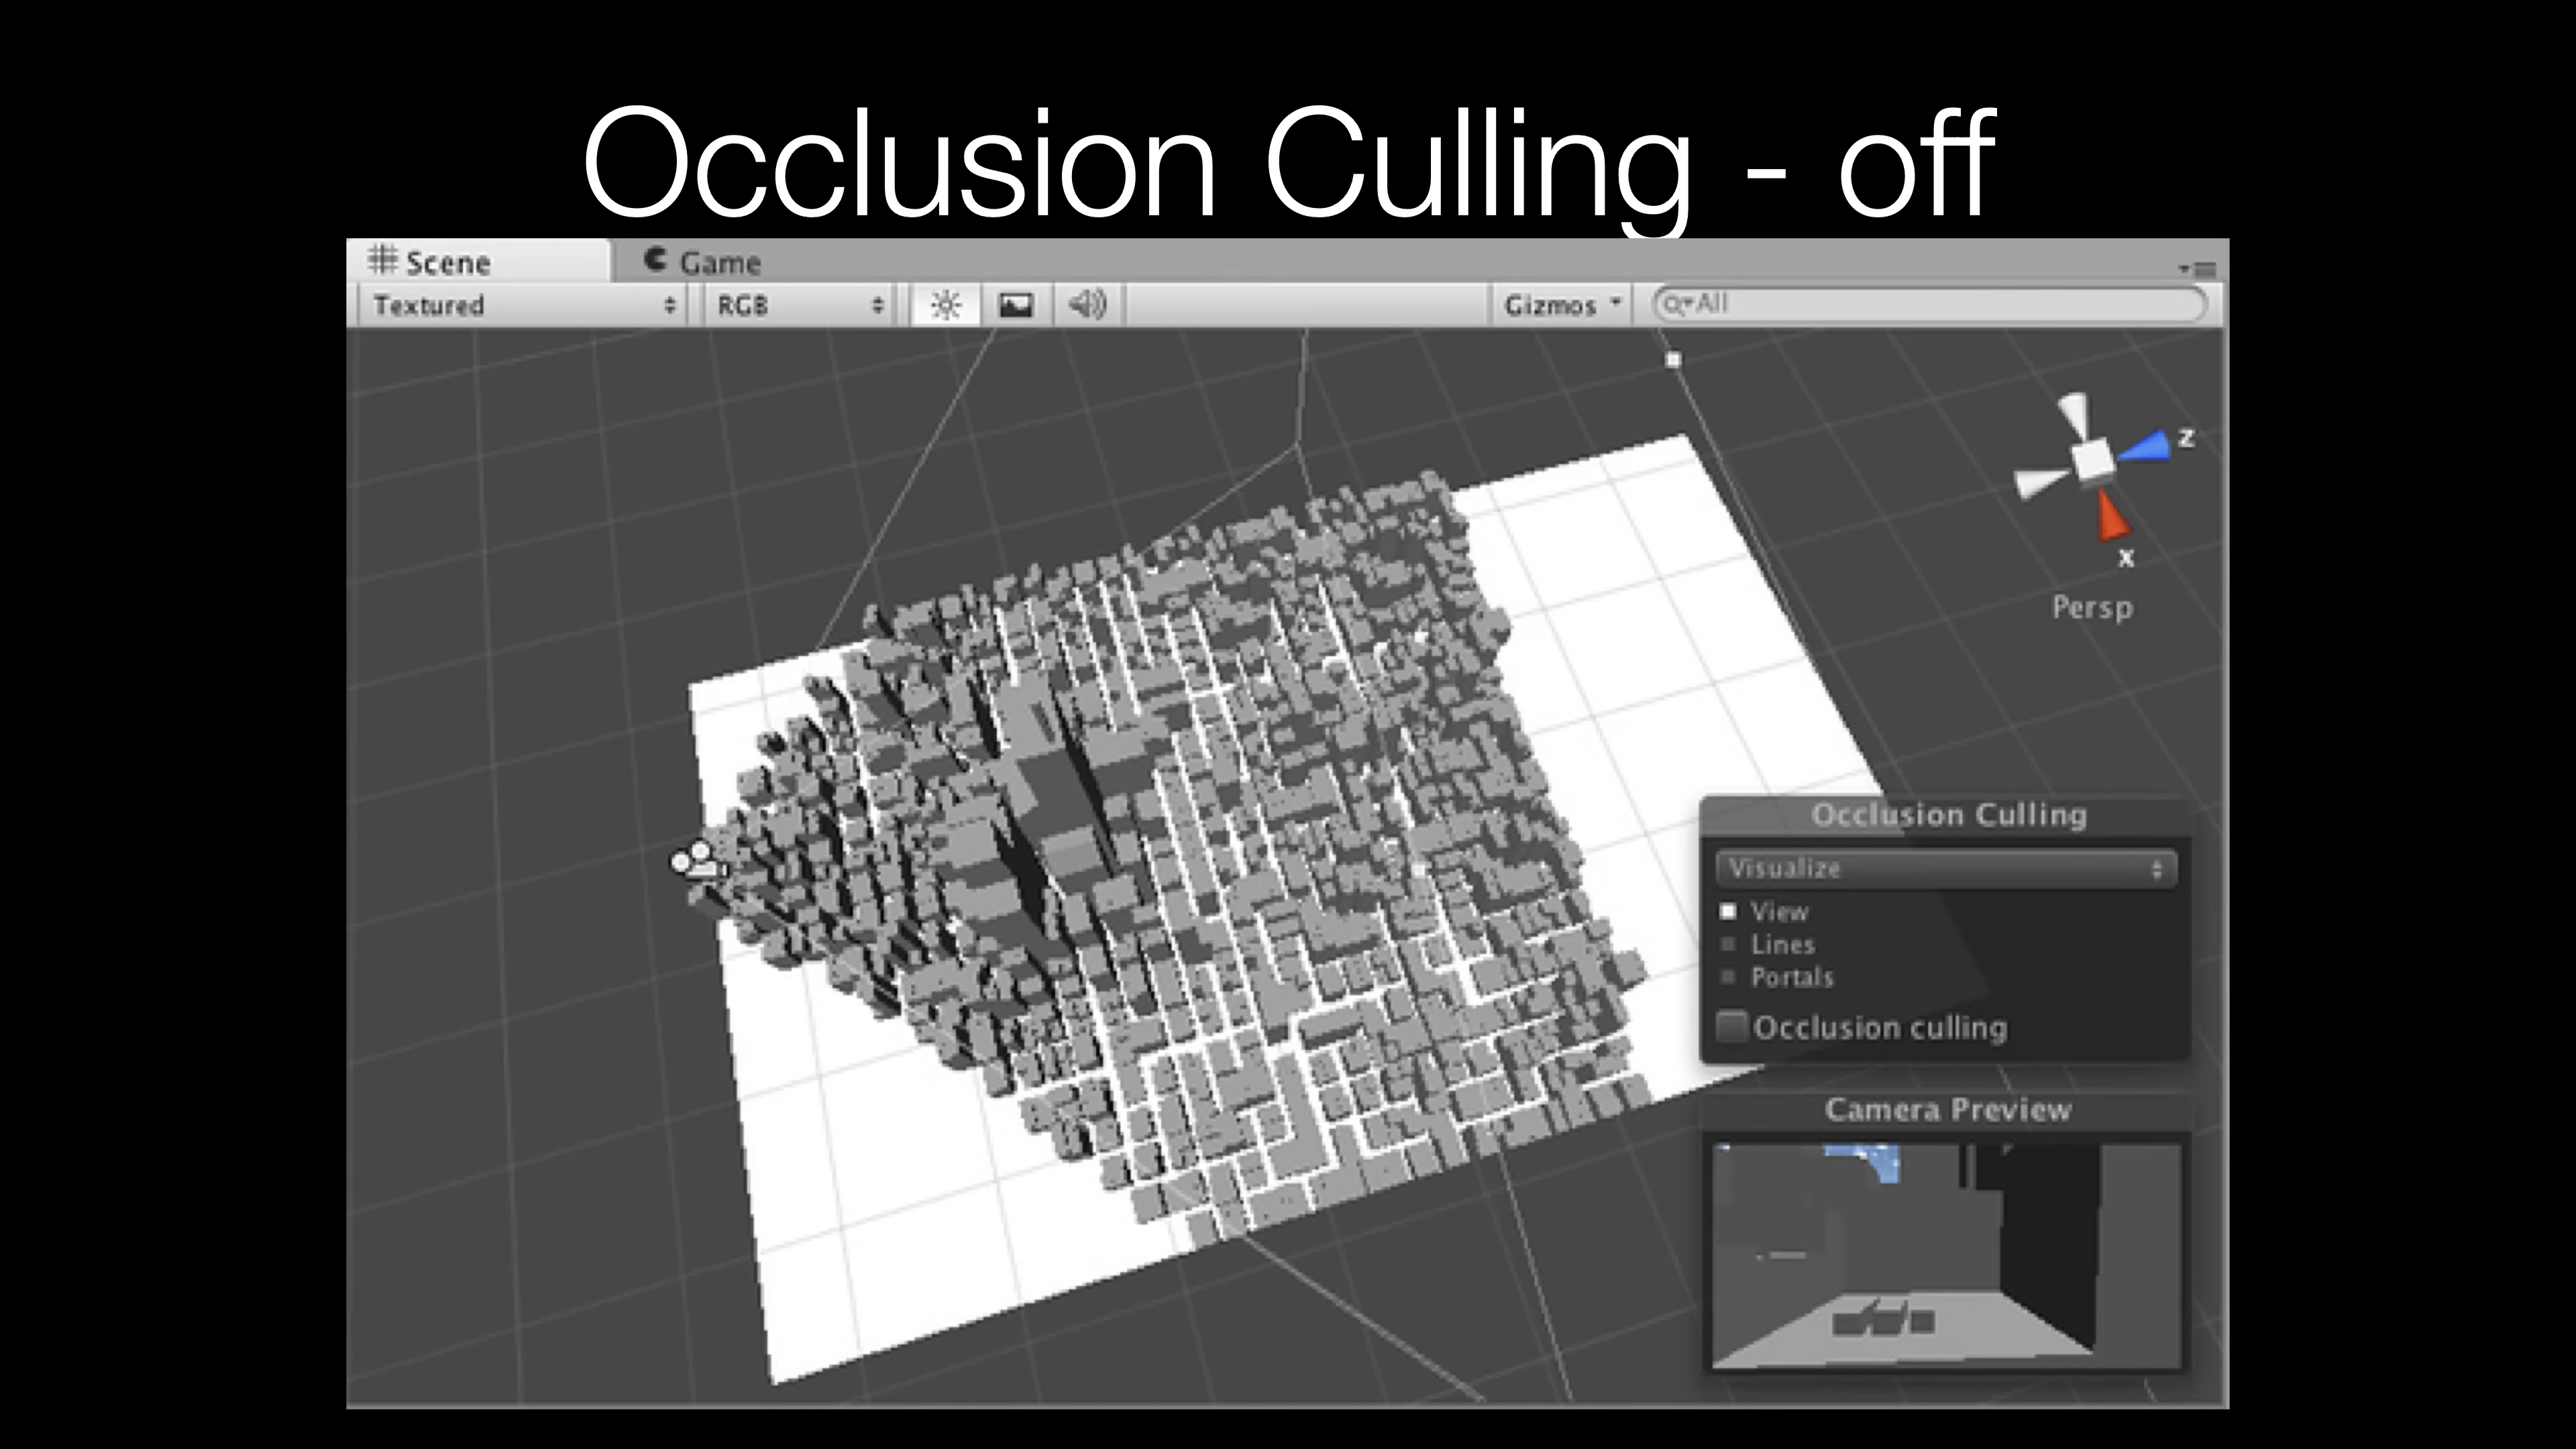 Occlusion Culling - off
Scene
Game
Textured
RGB
Gizmos
All
z
x
Persp
Occlusion Culling
Visualize
View
Lines
Portals
Occlusion culling
Camera Preview